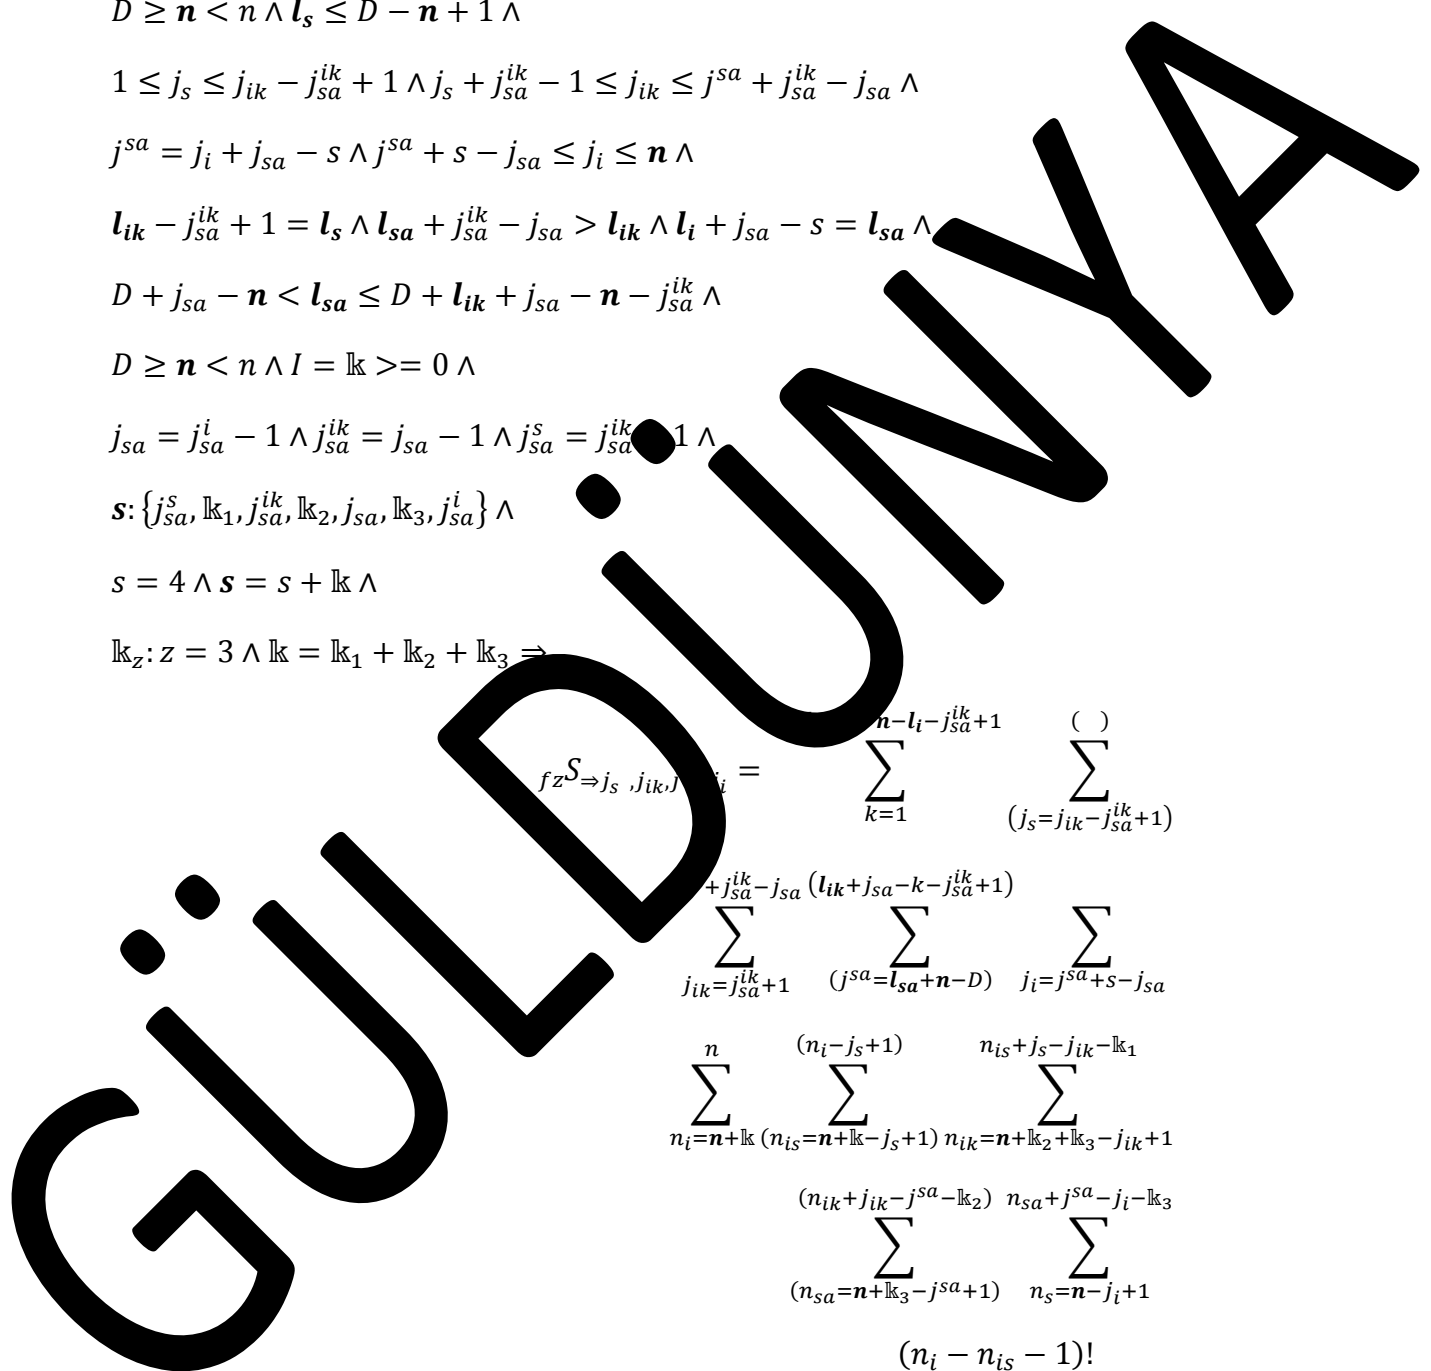 D ≥ n < n ∧ l_s ≤ D − n + 1 ∧
1 ≤ j_s ≤ j_ik − j_sa^ik + 1 ∧ j_s + j_sa^ik − 1 ≤ j_ik ≤ j^sa + j_sa^ik − j_sa ∧
j^sa = j_i + j_sa − s ∧ j^sa + s − j_sa ≤ j_i ≤ n ∧
l_ik − j_sa^ik + 1 = l_s ∧ l_sa + j_sa^ik − j_sa > l_ik ∧ l_i + j_sa − s = l_sa ∧
D + j_sa − n < l_sa ≤ D + l_ik + j_sa − n − j_sa^ik ∧
D ≥ n < n ∧ I = 𝕜 >= 0 ∧
j_sa = j_sa^i − 1 ∧ j_sa^ik = j_sa − 1 ∧ j_sa^s = j_sa^ik 1 ∧
s: {j_sa^s, 𝕜_1, j_sa^ik, 𝕜_2, j_sa, 𝕜_3, j_sa^i} ∧
s = 4 ∧ s = s + 𝕜 ∧
𝕜_z: z = 3 ∧ 𝕜 = 𝕜_1 + 𝕜_2 + 𝕜_3 ⇒
n−l_i−j_sa^ik+1 ( )
fzS⇒j_s ,j_ik, i = ∑ ∑
k=1 (j_s=j_ik−j_sa^ik+1)
+j_sa^ik−j_sa (l_ik+j_sa−k−j_sa^ik+1)
∑ ∑ ∑
j_ik=j_sa^ik+1 (j^sa=l_sa+n−D) j_i=j^sa+s−j_sa
n (n_i−j_s+1) n_is+j_s−j_ik−𝕜_1
∑ ∑ ∑
n_i=n+𝕜 (n_is=n+𝕜−j_s+1) n_ik=n+𝕜_2+𝕜_3−j_ik+1
(n_ik+j_ik−j^sa−𝕜_2) n_sa+j^sa−j_i−𝕜_3
∑ ∑
(n_sa=n+𝕜_3−j^sa+1) n_s=n−j_i+1
(n_i − n_is − 1)!
GÜLDÜNYA